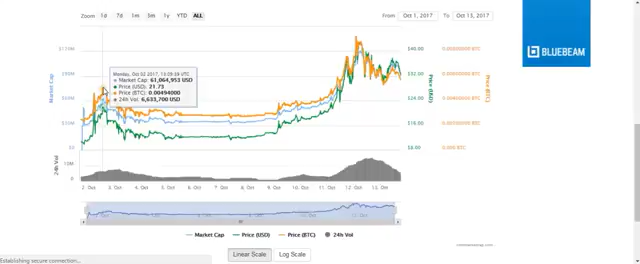 Zoom 1d 7d 1m 3m 1y YTD ALL
From Oct 1, 2017 To Oct 13, 2017
Monday, Oct 02 2017, 13:09:09 UTC
Market Cap: 61,064,953 USD
Price (USD): 21.73
Price (BTC): 0.00494000
24h Vol: 6,633,700 USD
Market Cap
$40.00
$32.00
$24.00
$16.00
$8.00
Price (USD)
Price (BTC)
24h Vol
2. Oct 3. Oct 4. Oct 5. Oct 6. Oct 7. Oct 8. Oct 9. Oct 10. Oct 11. Oct 12. Oct 13. Oct
Market Cap Price (USD) Price (BTC) 24h Vol
coinmarketcap.com
Linear Scale Log Scale
Establishing secure connection...
BLUEBEAM